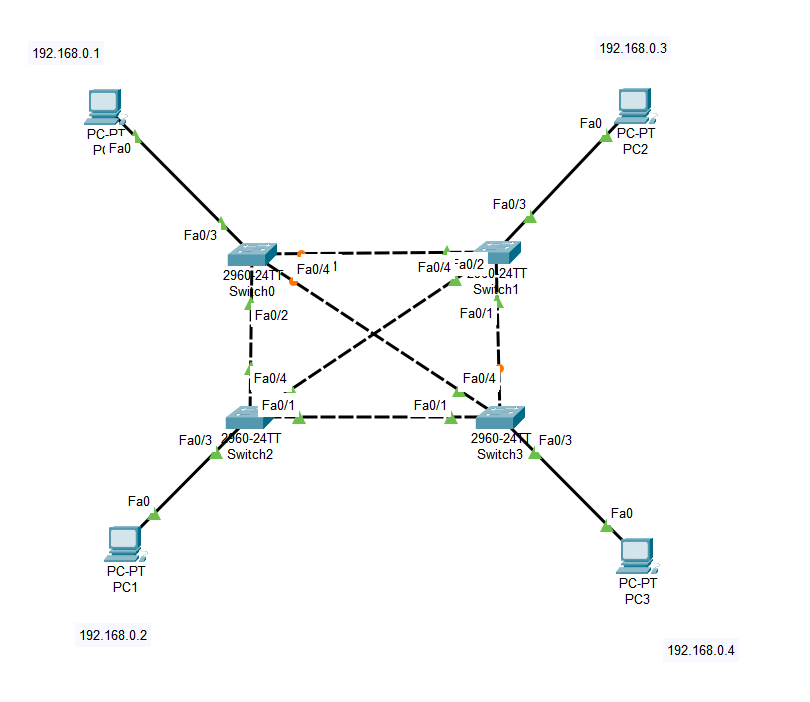 192.168.0.1
192.168.0.3
PC-PT
Fa0
Fa0
PC-PT
PC2
Fa0/3
Fa0/3
2960-24TT
Switch0
Fa0/4
1
Fa0/4
Fa0/2
2960-24TT
Switch1
Fa0/2
Fa0/1
Fa0/4
Fa0/4
Fa0/1
Fa0/1
Fa0/3
2960-24TT
Switch2
2960-24TT
Switch3
Fa0/3
Fa0
PC-PT
PC1
Fa0
PC-PT
PC3
192.168.0.2
192.168.0.4